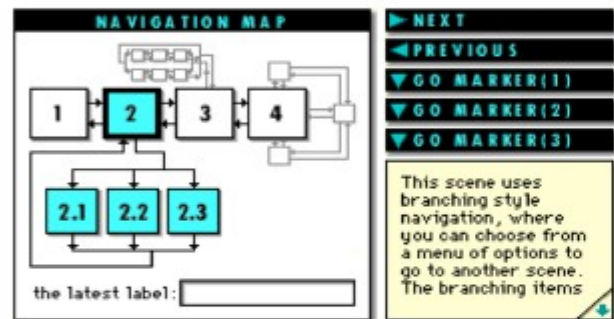 NAVIGATION MAP
1
2
3
4
2.1
2.2
2.3
the latest label:
NEXT
PREVIOUS
GO MARKER(1)
GO MARKER(2)
GO MARKER(3)
This scene uses
branching style
navigation, where
you can choose from
a menu of options to
go to another scene.
The branching items